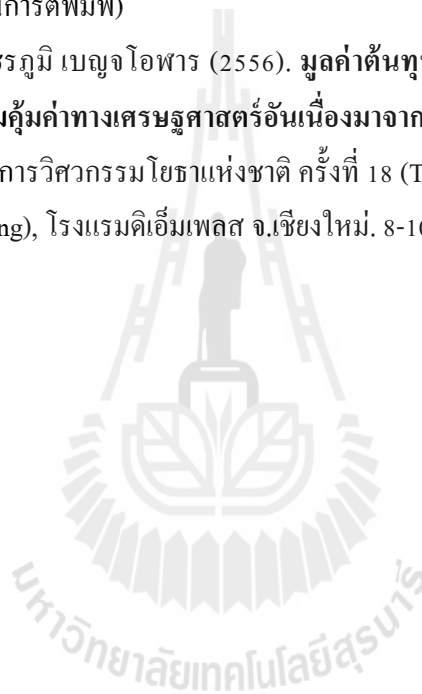 นการตีพิมพ์)
ชรภูมิ เบญจโอฬาร (2556). มูลค่าต้นทุ
มคุ้มค่าทางเศรษฐศาสตร์อันเนื่องมาจาก
การวิศวกรรมโยธาแห่งชาติ ครั้งที่ 18 (T
ng), โรงแรมดิเอ็มเพลส จ.เชียงใหม่. 8-1
มหาวิทยาลัยเทคโนโลยีสุรนารี